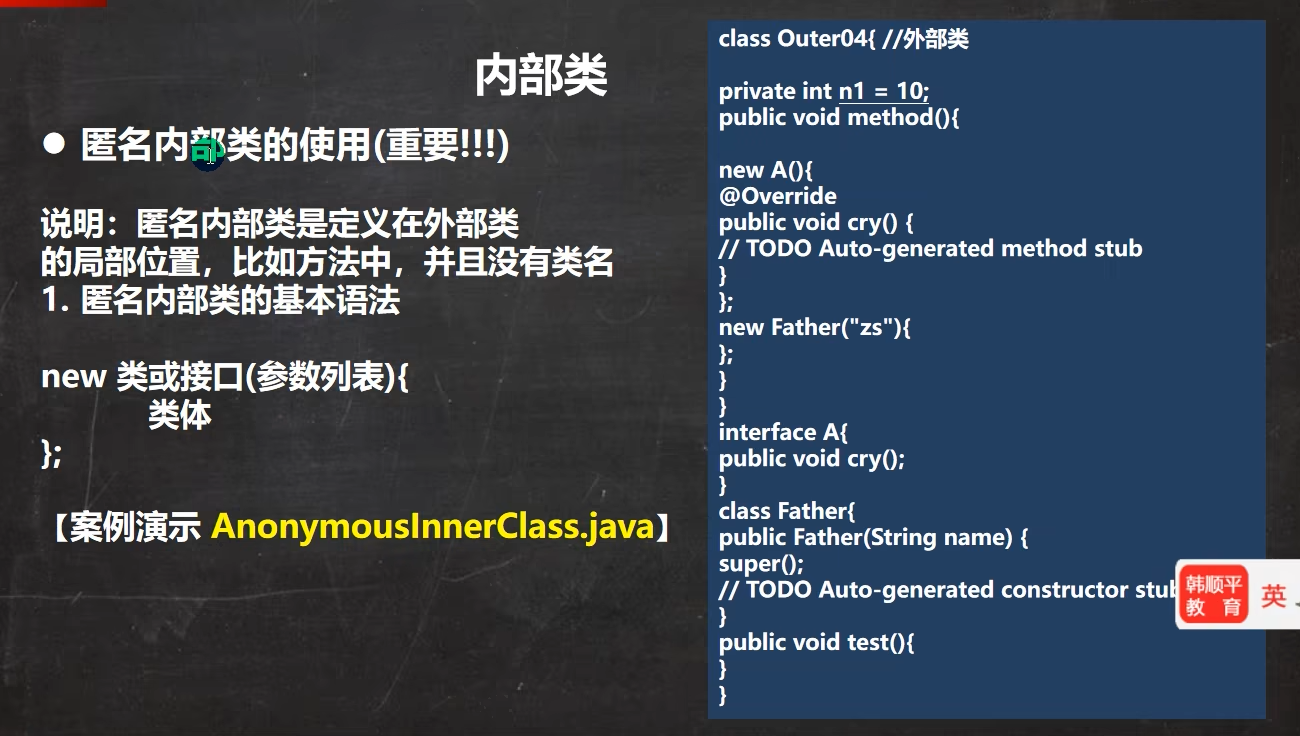 内部类
● 匿名内部类的使用(重要!!!)
说明：匿名内部类是定义在外部类
的局部位置，比如方法中，并且没有类名
1. 匿名内部类的基本语法
new 类或接口(参数列表){
类体
};
【案例演示 AnonymousInnerClass.java】
class Outer04{ //外部类
private int n1 = 10;
public void method(){
new A(){
@Override
public void cry() {
// TODO Auto-generated method stub
}
};
new Father("zs"){
};
}
}
interface A{
public void cry();
}
class Father{
public Father(String name) {
super();
// TODO Auto-generated constructor stub
}
public void test(){
}
}
韩顺平
教 育
英